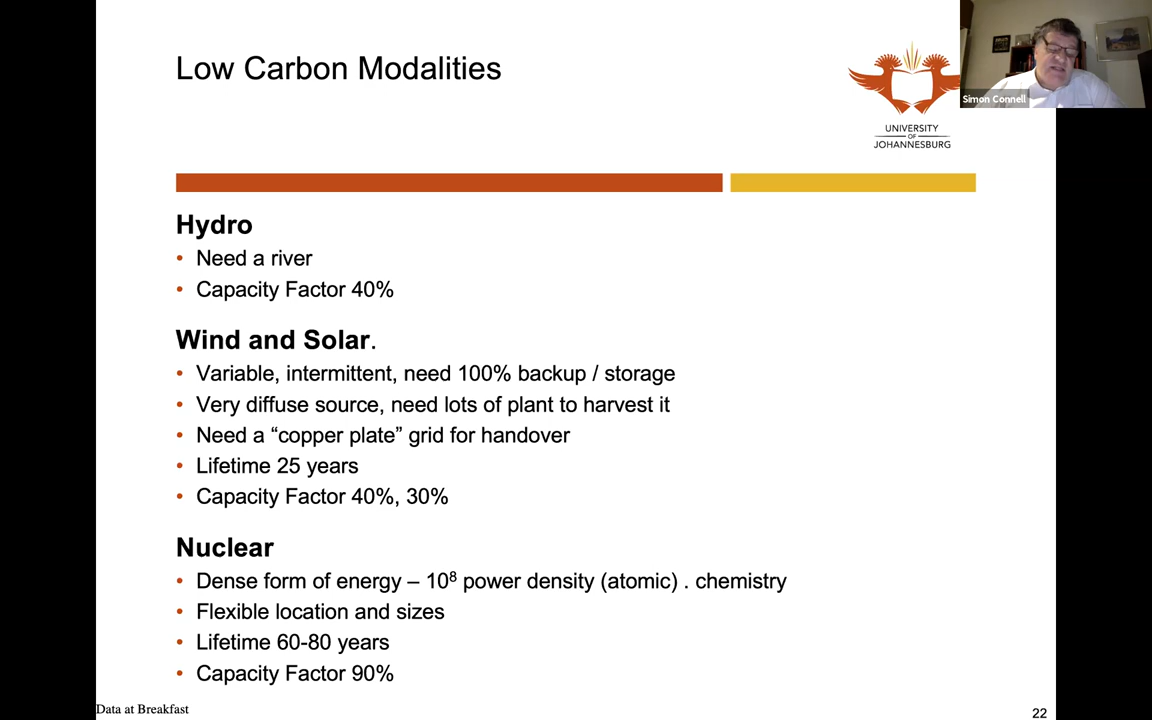 Low Carbon Modalities
Simon Connell
UNIVERSITY
OF
JOHANNESBURG
Hydro
• Need a river
• Capacity Factor 40%
Wind and Solar.
• Variable, intermittent, need 100% backup / storage
• Very diffuse source, need lots of plant to harvest it
• Need a “copper plate” grid for handover
• Lifetime 25 years
• Capacity Factor 40%, 30%
Nuclear
• Dense form of energy – 10⁸ power density (atomic) . chemistry
• Flexible location and sizes
• Lifetime 60-80 years
• Capacity Factor 90%
Data at Breakfast
22